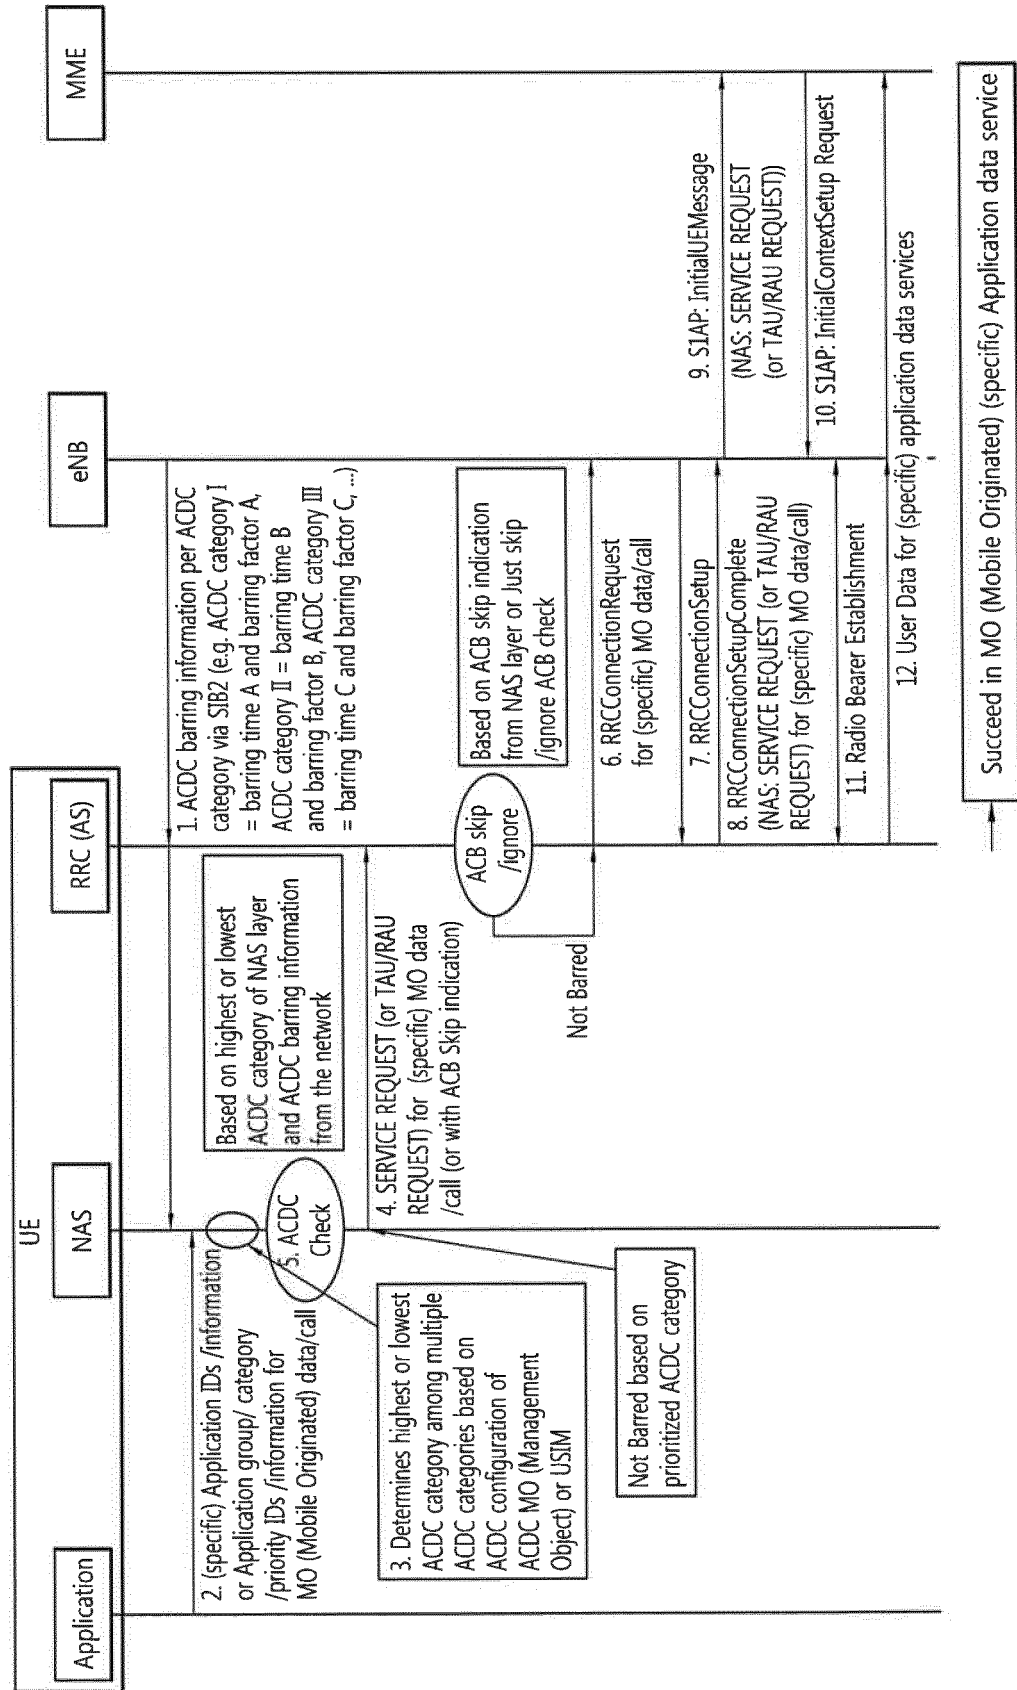 UE
Application
NAS
RRC (AS)
eNB
MME
1. ACDC barring information per ACDC
category via SIB2 (e.g. ACDC category I
= barring time A and barring factor A,
ACDC category II = barring time B
and barring factor B, ACDC category III
= barring time C and barring factor C, ...)
2. (specific) Application IDs /information
or Application group/ category
/priority IDs /information for
MO (Mobile Originated) data/call
Based on highest or lowest
ACDC category of NAS layer
and ACDC barring information
from the network
5. ACDC
Check
3. Determines highest or lowest
ACDC category among multiple
ACDC categories based on
ACDC configuration of
ACDC MO (Management
Object) or USIM
4. SERVICE REQUEST (or TAU/RAU
REQUEST) for (specific) MO data
/call (or with ACB Skip indication)
Not Barred based on
prioritized ACDC category
ACB skip
/ignore
Based on ACB skip indication
from NAS layer or Just skip
/ignore ACB check
Not Barred
6. RRCConnectionRequest
for (specific) MO data/call
7. RRCConnectionSetup
8. RRCConnectionSetupComplete
(NAS: SERVICE REQUEST (or TAU/RAU
REQUEST) for (specific) MO data/call)
9. S1AP: InitialUEMessage
(NAS: SERVICE REQUEST
(or TAU/RAU REQUEST))
10. S1AP: InitialContextSetup Request
11. Radio Bearer Establishment
12. User Data for (specific) application data services
Succeed in MO (Mobile Originated) (specific) Application data service